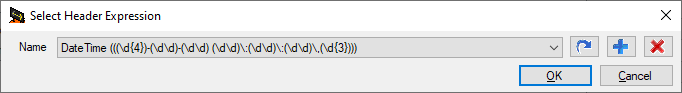 Select Header Expression
Name DateTime (((\d{4})-(\d\d)-(\d\d) (\d\d)\:(\d\d)\:(\d\d)\,(\d{3})))
OK Cancel